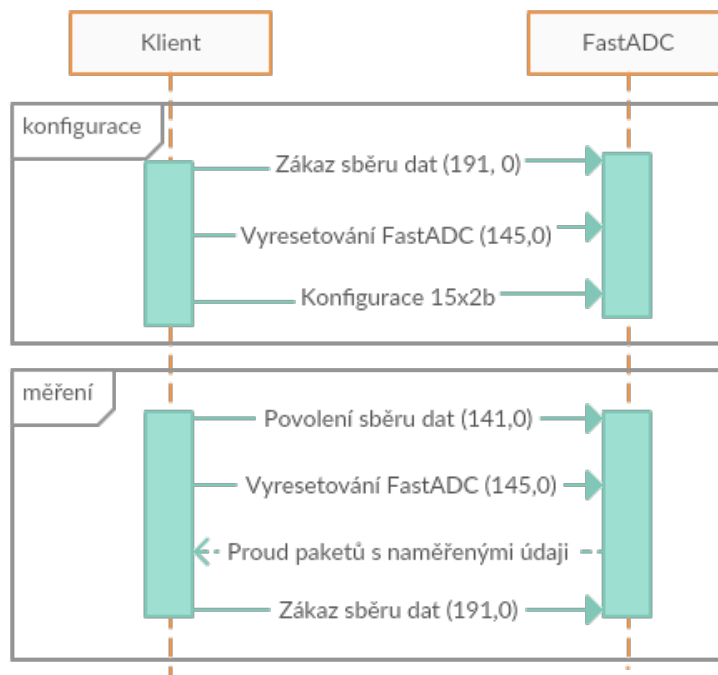 Klient
FastADC
konfigurace
Zákaz sběru dat (191, 0)
Vyresetování FastADC (145,0)
Konfigurace 15x2b
měření
Povolení sběru dat (141,0)
Vyresetování FastADC (145,0)
Proud paketů s naměřenými údaji
Zákaz sběru dat (191,0)